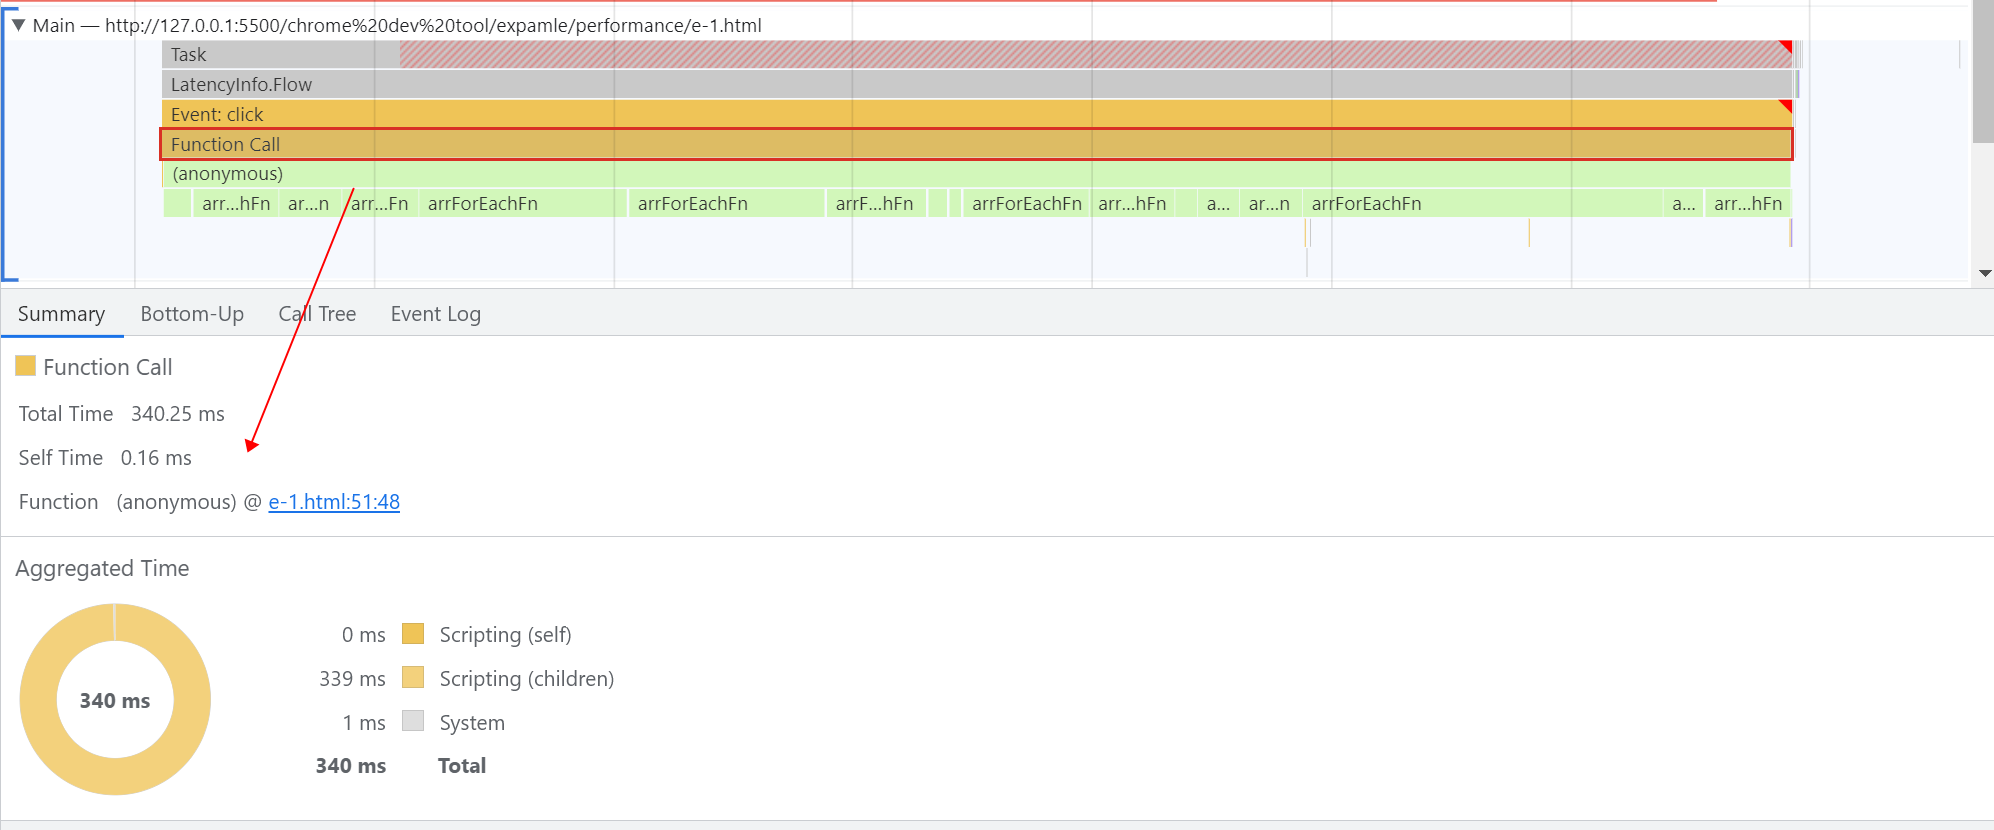 Main — http://127.0.0.1:5500/chrome%20dev%20tool/expamle/performance/e-1.html
Task
LatencyInfo.Flow
Event: click
Function Call
(anonymous)
arr...hFn ar...n arr...Fn arrForEachFn arrForEachFn arrF...hFn arrForEachFn arr...hFn a... ar...n arrForEachFn a... arr...hFn
Summary Bottom-Up Call Tree Event Log
Function Call
Total Time 340.25 ms
Self Time 0.16 ms
Function (anonymous) @ e-1.html:51:48
Aggregated Time
340 ms
0 ms Scripting (self)
339 ms Scripting (children)
1 ms System
340 ms Total